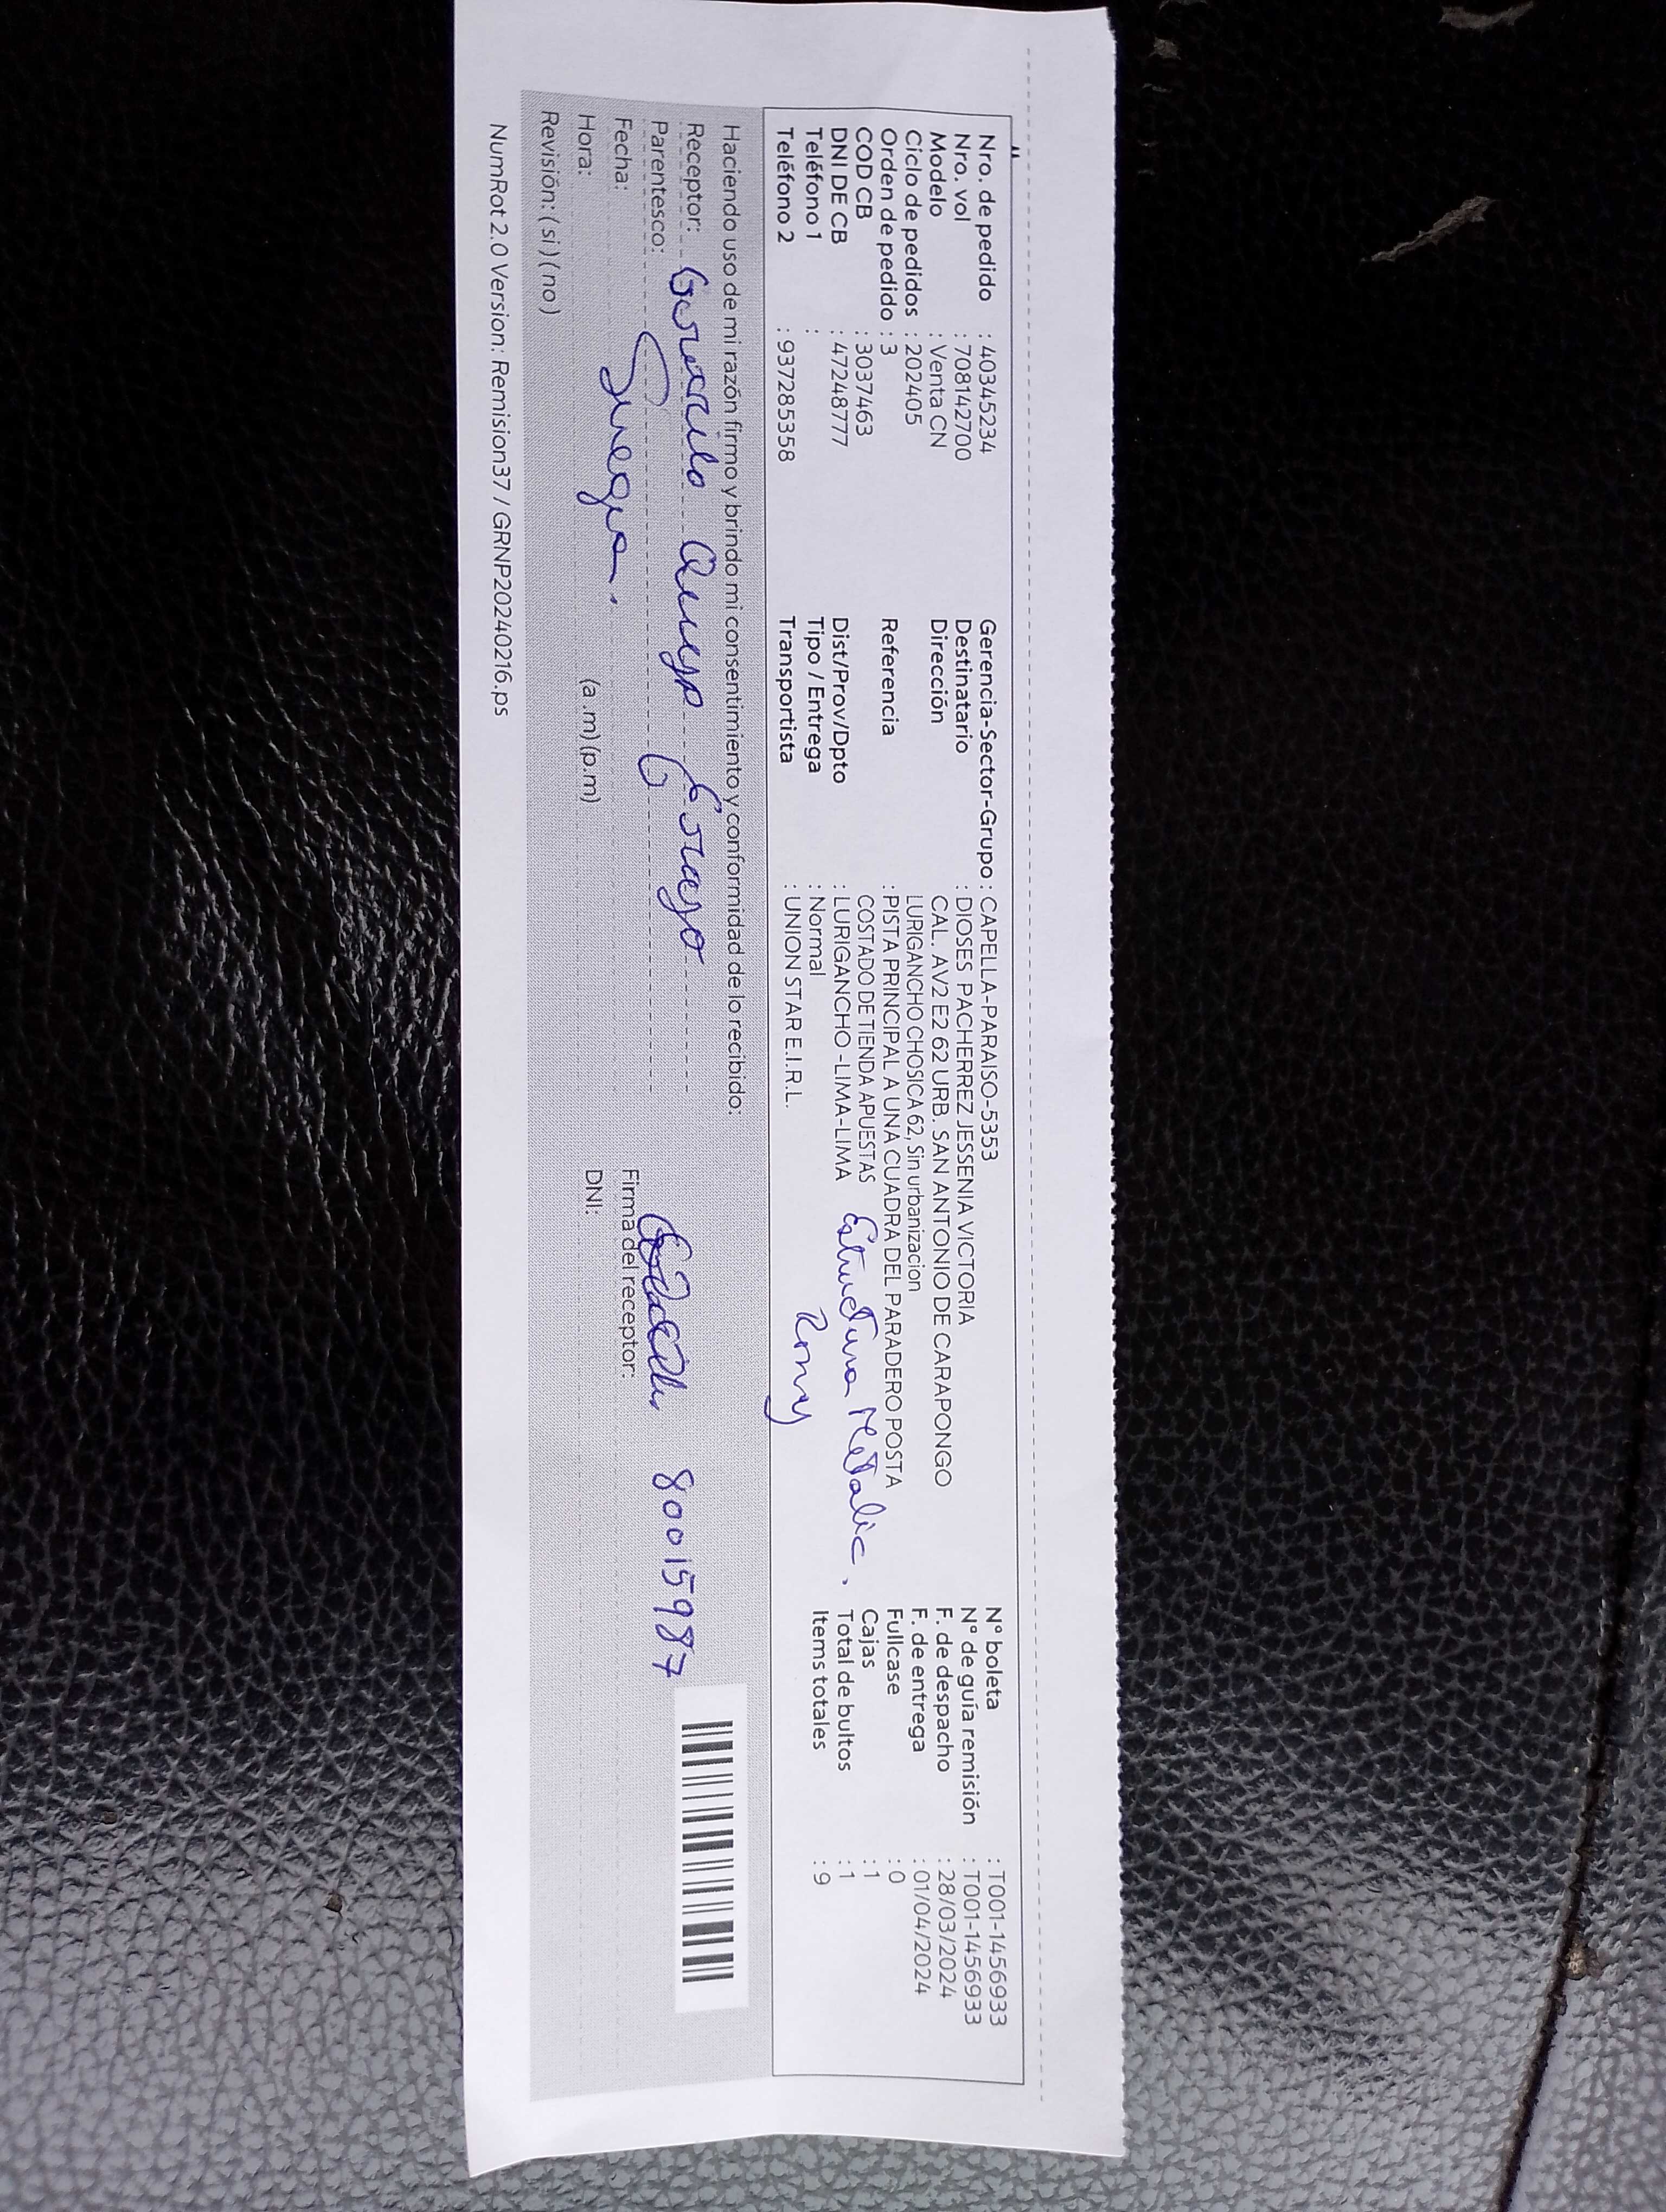 Nro. de pedido : 40345234
Nro. vol : 708142700
Modelo : Venta CN
Ciclo de pedidos : 202405
Orden de pedido : 3
COD CB : 3037463
DNI DE CB : 47248777
Teléfono 1 :
Teléfono 2 : 937285358
Gerencia-Sector-Grupo : CAPELLA-PARAISO-5353
Destinatario : DIOSES PACHERREZ JESSENIA VICTORIA
Dirección CAL. AV2 E2 62 URB. SAN ANTONIO DE CARAPONGO
LURIGANCHO CHOSICA 62, Sin urbanizacion
Referencia : PISTA PRINCIPAL A UNA CUADRA DEL PARADERO POSTA
COSTADO DE TIENDA APUESTAS
Dist/Prov/Dpto : LURIGANCHO -LIMA-LIMA
Tipo / Entrega : Normal
Transportista : UNION STAR E.I.R.L.
Estructura Metalic.
Romy
N° boleta : T001-1456933
N° de guía remisión : T001-1456933
F. de despacho : 28/03/2024
F. de entrega : 01/04/2024
Fullcase : 0
Cajas : 1
Total de bultos : 1
Items totales : 9
Haciendo uso de mi razón firmo y brindo mi consentimiento y conformidad de lo recibido:
Receptor:
Parentesco:
Fecha:
Hora: (a .m) (p.m)
Revisión: ( si ) ( no )
80015987
Firma del receptor:
DNI:
NumRot 2.0 Version: Remision37 / GRNP20240216.ps